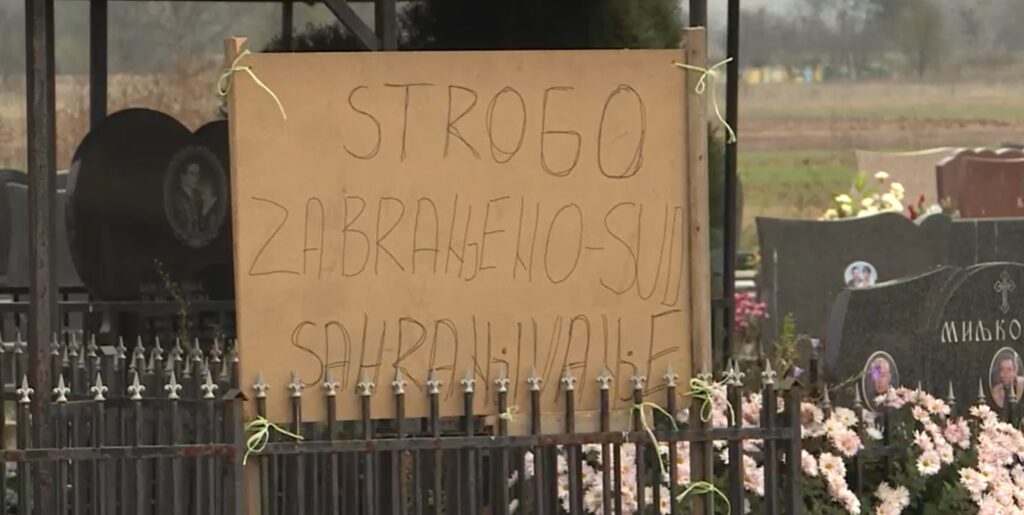 STROGO
ZABRANJENO-SUD
SAHRANJIVANJE
МИЉКО